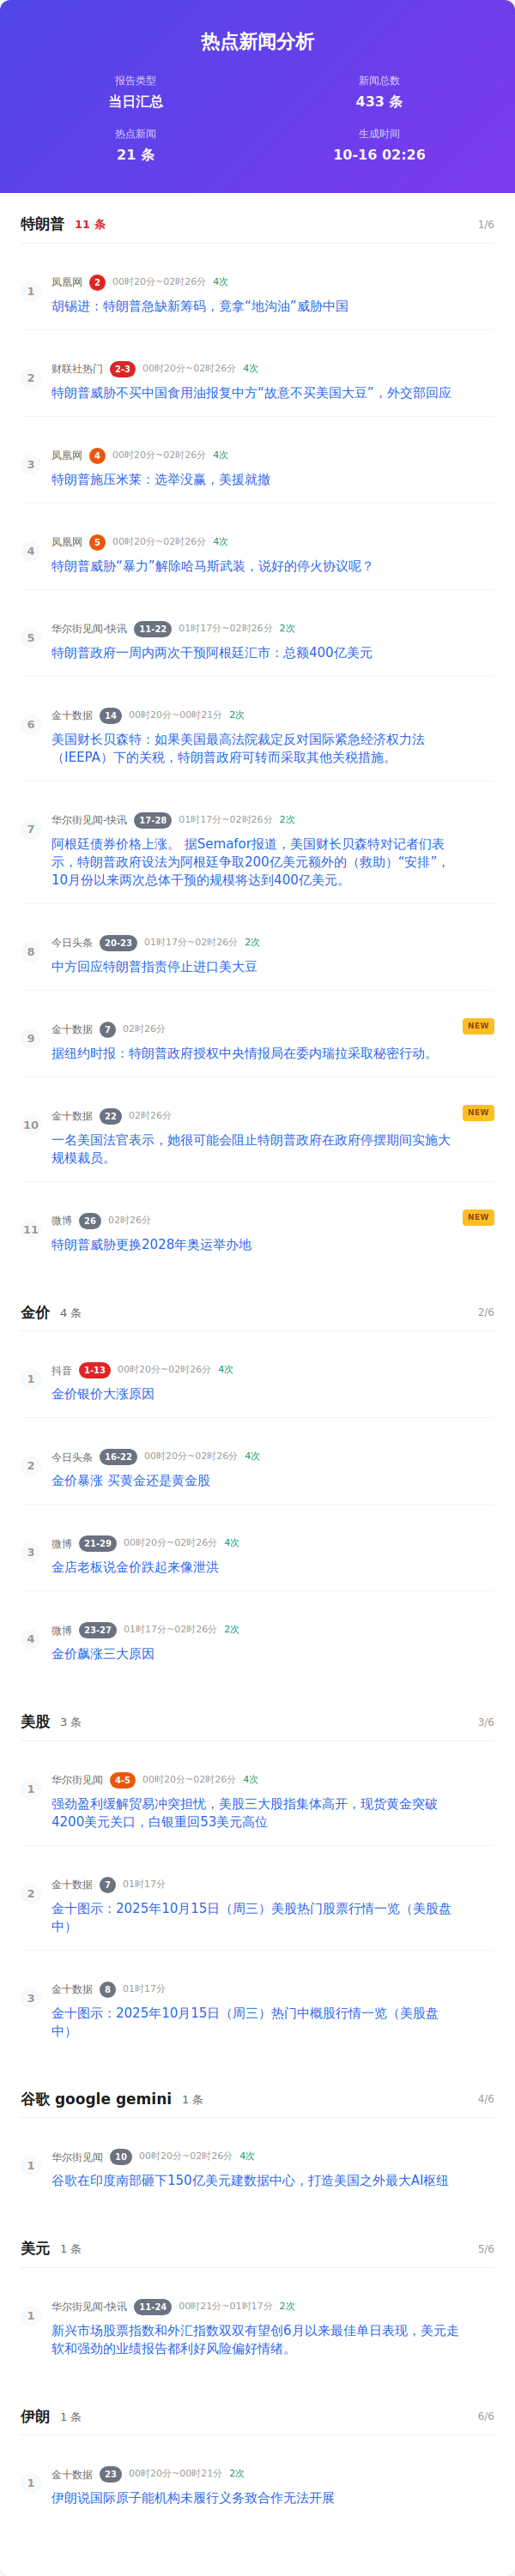 热点新闻分析
报告类型
新闻总数
当日汇总
433 条
热点新闻
生成时间
21 条
10-16 02:26
特朗普 11 条 1/6
1
凤凰网 2 00时20分~02时26分 4次
胡锡进：特朗普急缺新筹码，竟拿“地沟油”威胁中国
2
财联社热门 2-3 00时20分~02时26分 4次
特朗普威胁不买中国食用油报复中方“故意不买美国大豆”，外交部回应
3
凤凰网 4 00时20分~02时26分 4次
特朗普施压米莱：选举没赢，美援就撤
4
凤凰网 5 00时20分~02时26分 4次
特朗普威胁“暴力”解除哈马斯武装，说好的停火协议呢？
5
华尔街见闻-快讯 11-22 01时17分~02时26分 2次
特朗普政府一周内两次干预阿根廷汇市：总额400亿美元
6
金十数据 14 00时20分~00时21分 2次
美国财长贝森特：如果美国最高法院裁定反对国际紧急经济权力法
（IEEPA）下的关税，特朗普政府可转而采取其他关税措施。
7
华尔街见闻-快讯 17-28 01时17分~02时26分 2次
阿根廷债券价格上涨。 据Semafor报道，美国财长贝森特对记者们表
示，特朗普政府设法为阿根廷争取200亿美元额外的（救助）“安排”，
10月份以来两次总体干预的规模将达到400亿美元。
8
今日头条 20-23 01时17分~02时26分 2次
中方回应特朗普指责停止进口美大豆
9
金十数据 7 02时26分
NEW
据纽约时报：特朗普政府授权中央情报局在委内瑞拉采取秘密行动。
10
金十数据 22 02时26分
NEW
一名美国法官表示，她很可能会阻止特朗普政府在政府停摆期间实施大
规模裁员。
11
微博 26 02时26分
NEW
特朗普威胁更换2028年奥运举办地
金价 4 条 2/6
1
抖音 1-13 00时20分~02时26分 4次
金价银价大涨原因
2
今日头条 16-22 00时20分~02时26分 4次
金价暴涨 买黄金还是黄金股
3
微博 21-29 00时20分~02时26分 4次
金店老板说金价跌起来像泄洪
4
微博 23-27 01时17分~02时26分 2次
金价飙涨三大原因
美股 3 条 3/6
1
华尔街见闻 4-5 00时20分~02时26分 4次
强劲盈利缓解贸易冲突担忧，美股三大股指集体高开，现货黄金突破
4200美元关口，白银重回53美元高位
2
金十数据 7 01时17分
金十图示：2025年10月15日（周三）美股热门股票行情一览（美股盘
中）
3
金十数据 8 01时17分
金十图示：2025年10月15日（周三）热门中概股行情一览（美股盘
中）
谷歌 google gemini 1 条 4/6
1
华尔街见闻 10 00时20分~02时26分 4次
谷歌在印度南部砸下150亿美元建数据中心，打造美国之外最大AI枢纽
美元 1 条 5/6
1
华尔街见闻-快讯 11-24 00时21分~01时17分 2次
新兴市场股票指数和外汇指数双双有望创6月以来最佳单日表现，美元走
软和强劲的业绩报告都利好风险偏好情绪。
伊朗 1 条 6/6
1
金十数据 23 00时20分~00时21分 2次
伊朗说国际原子能机构未履行义务致合作无法开展